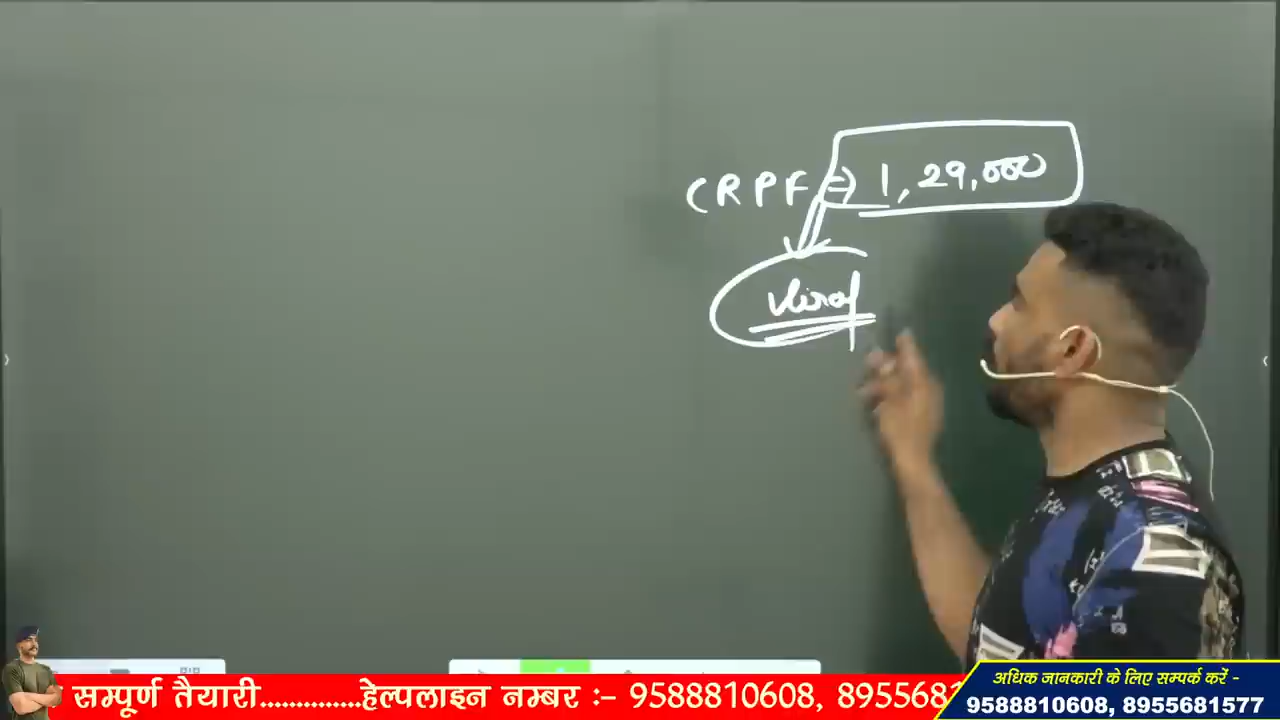 CRPF => 1,29,000
Viral
सम्पूर्ण तैयारी..............हेल्पलाइन नम्बर :- 9588810608, 895568
अधिक जानकारी के लिए सम्पर्क करें -
9588810608, 8955681577